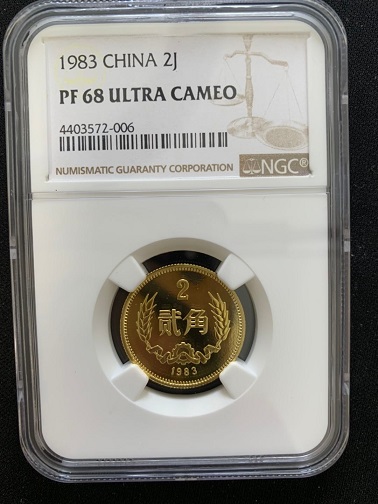 1983 CHINA 2J
PF 68 ULTRA CAMEO
4403572-006
NUMISMATIC GUARANTY CORPORATION
NGC®
2
贰角
1983